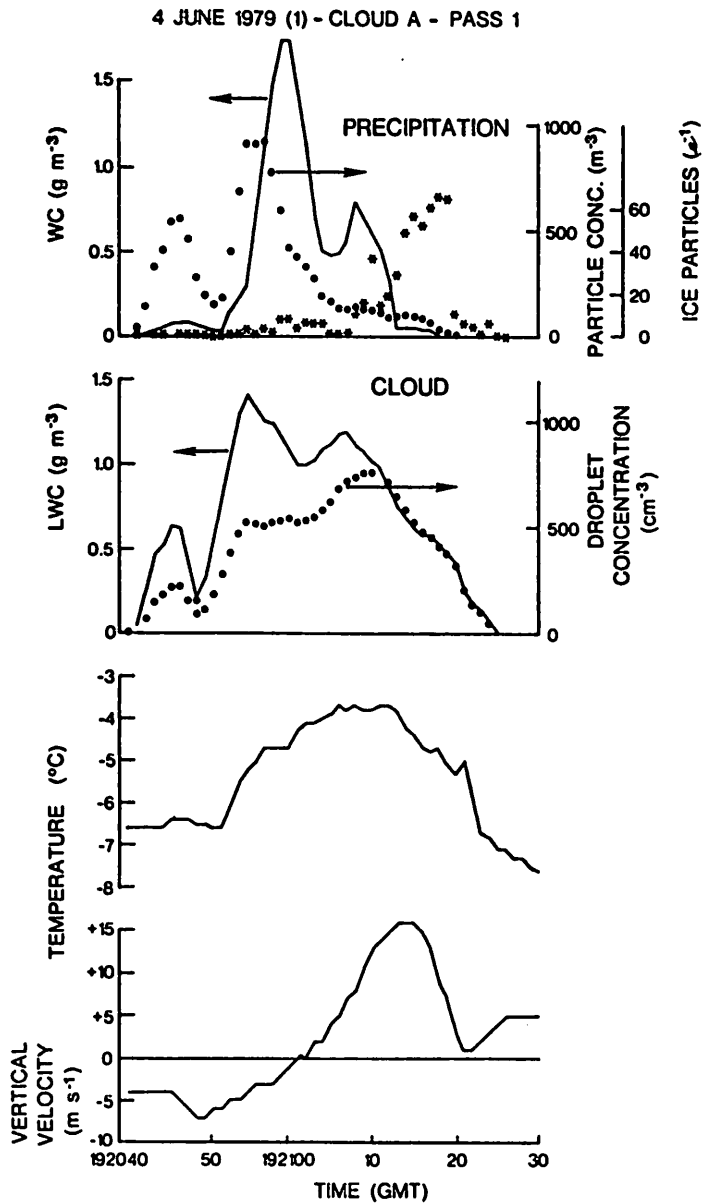 4 JUNE 1979 (1) - CLOUD A - PASS 1
PRECIPITATION
WC (g m⁻³)
1.5
1.0
0.5
0
1000
500
0
PARTICLE CONC. (m⁻³)
60
40
20
0
ICE PARTICLES (ℓ⁻¹)
CLOUD
LWC (g m⁻³)
1.5
1.0
0.5
0
1000
500
0
DROPLET
CONCENTRATION
(cm⁻³)
TEMPERATURE (°C)
-3
-4
-5
-6
-7
-8
VERTICAL
VELOCITY
(m s⁻¹)
+15
+10
+5
0
-5
-10
192040 50 192100 10 20 30
TIME (GMT)